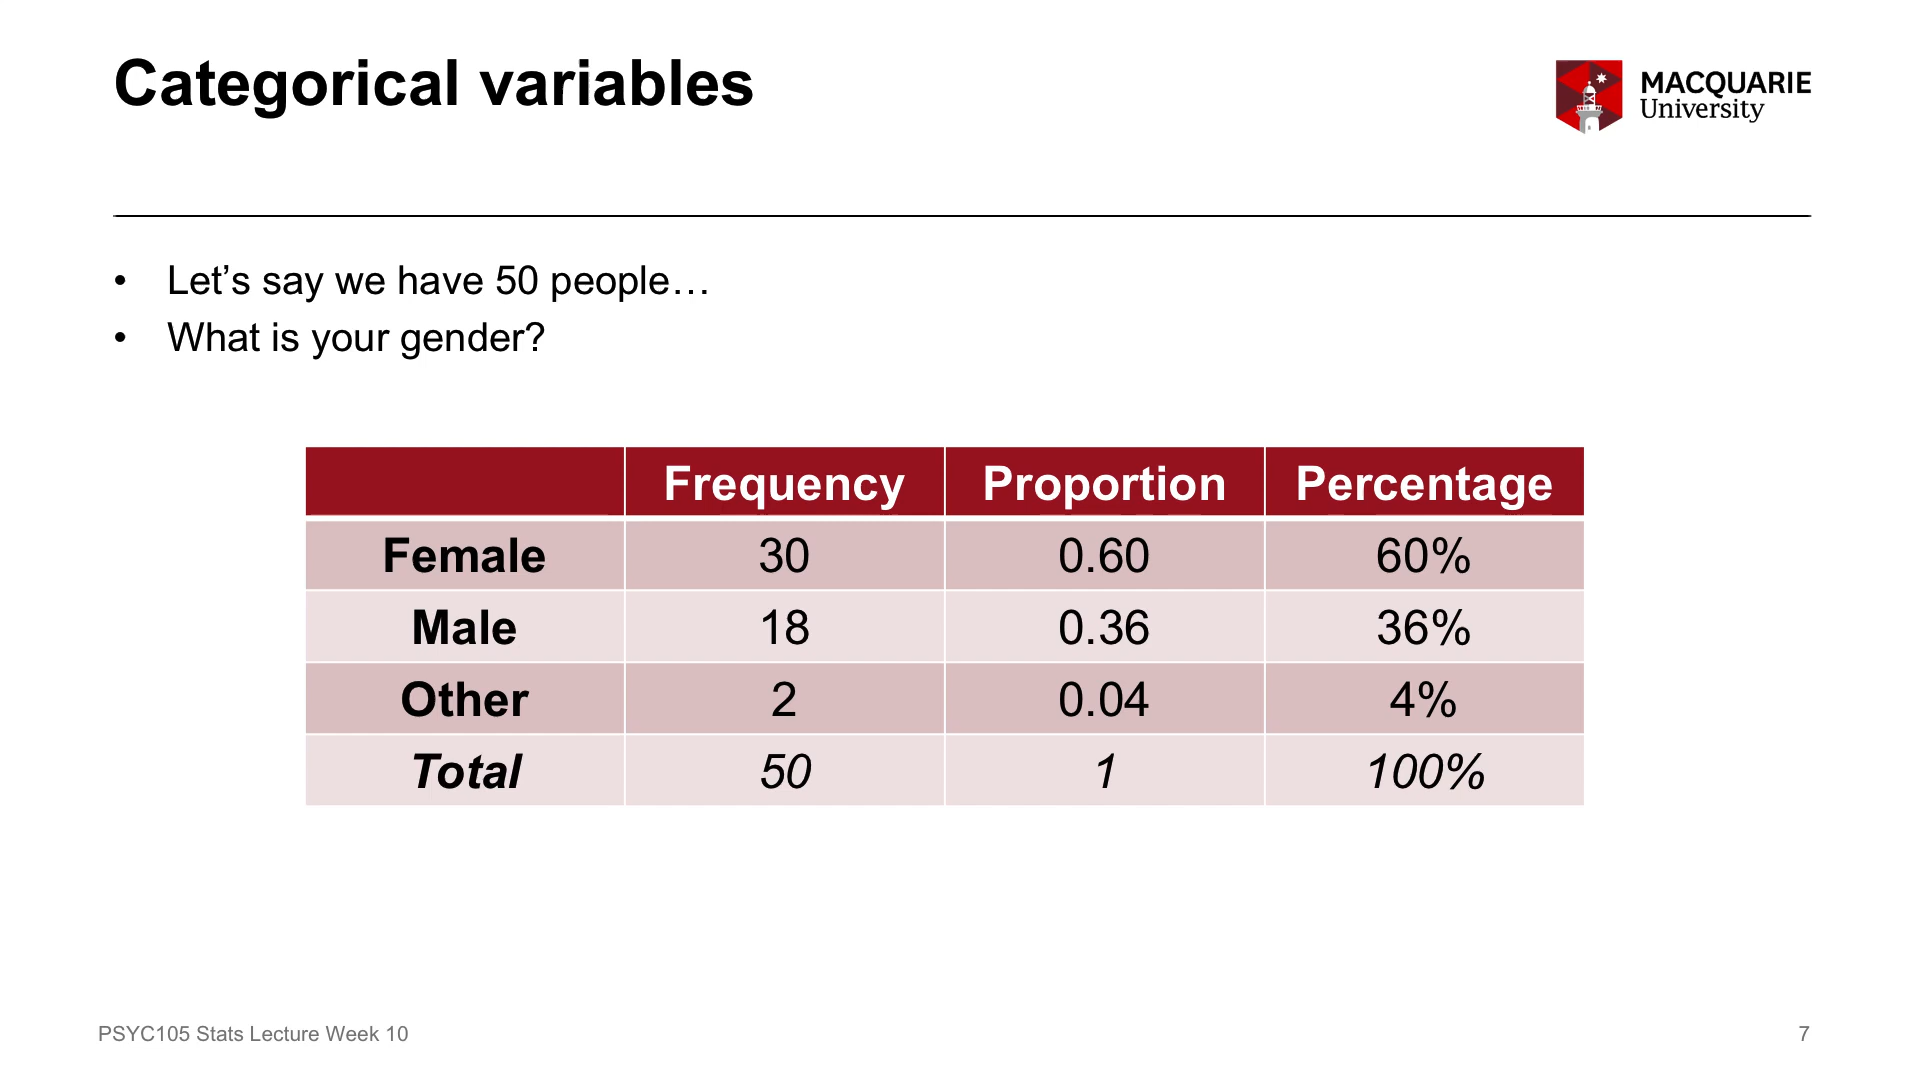 Categorical variables
MACQUARIE
University
• Let’s say we have 50 people…
• What is your gender?
Frequency Proportion Percentage
Female 30 0.60 60%
Male 18 0.36 36%
Other 2 0.04 4%
Total 50 1 100%
PSYC105 Stats Lecture Week 10 7